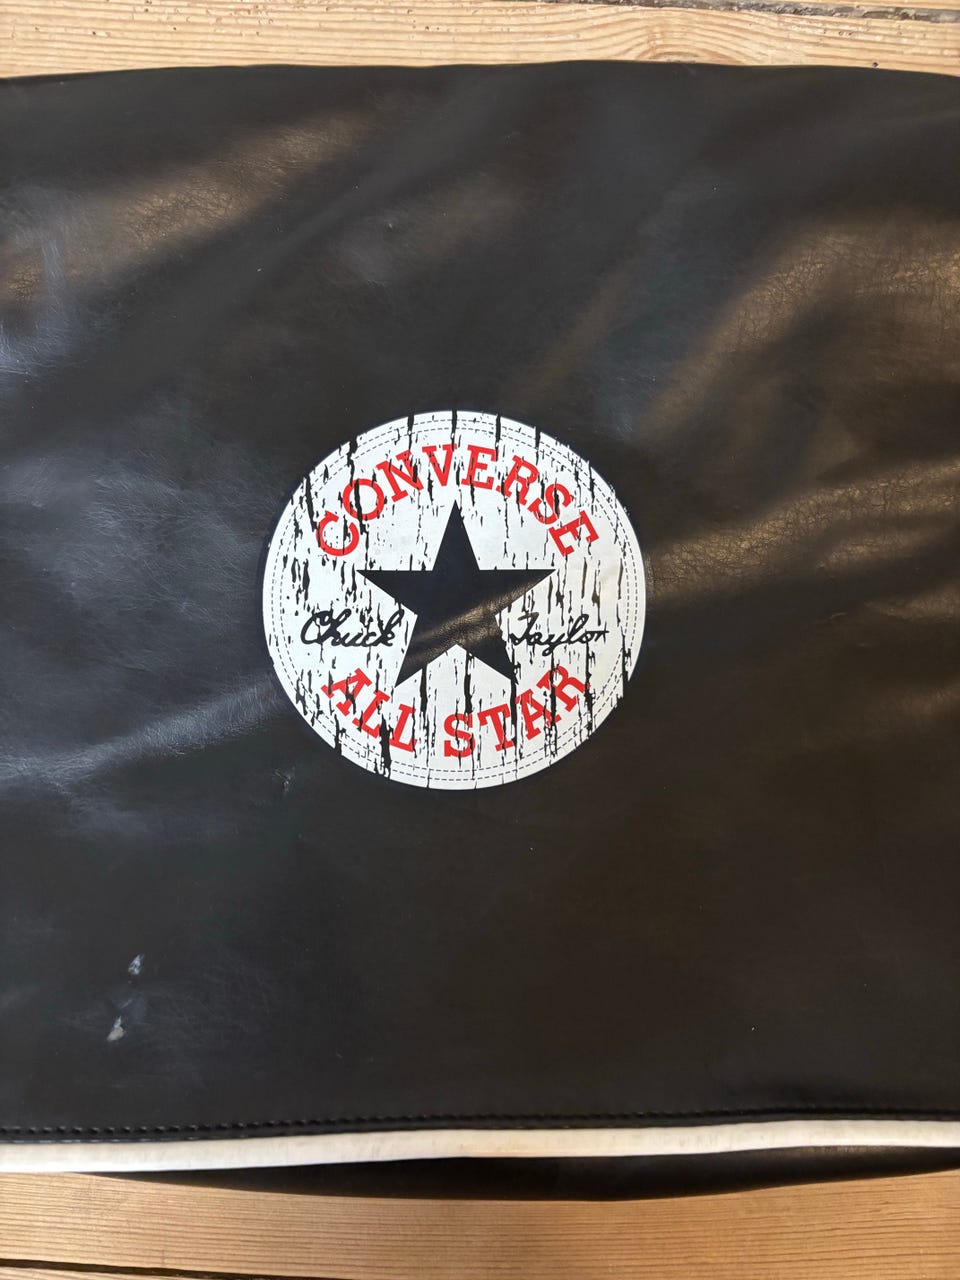 CONVERSE
Chuck Taylor
ALL STAR